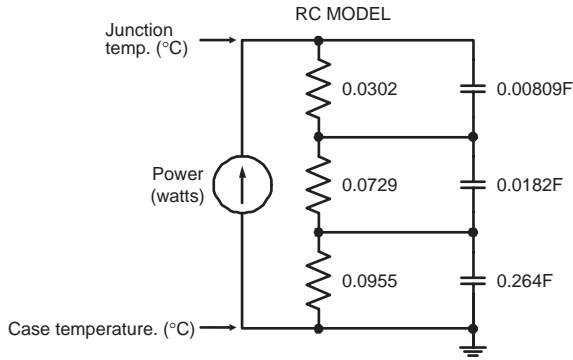 RC MODEL
Junction
temp. (°C)
0.0302
0.00809F
Power
(watts)
0.0729
0.0182F
0.0955
0.264F
Case temperature. (°C)